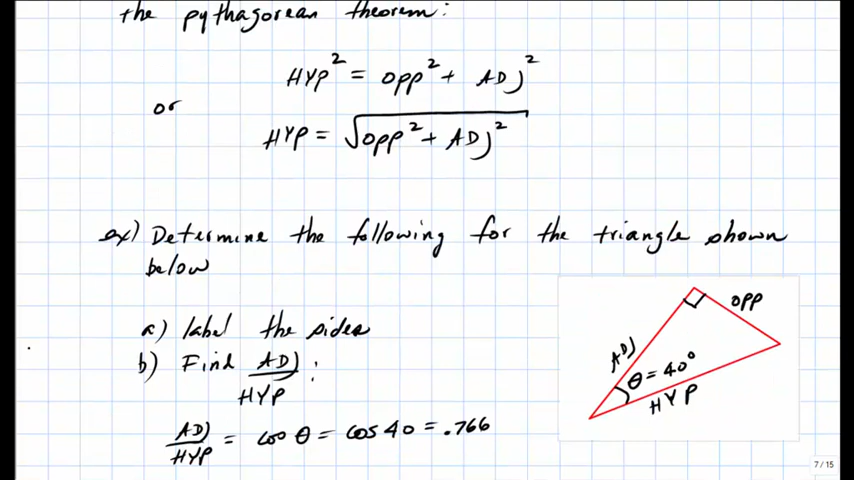 the pythagorean theorem:
HYP² = OPP² + ADJ²
or
HYP = √OPP² + ADJ²
ex) Determine the following for the triangle shown
below
a) label the sides
b) Find ADJ/HYP :
ADJ/HYP = cos θ = cos 40 = .766
OPP
ADJ
θ = 40°
HYP
7 / 15